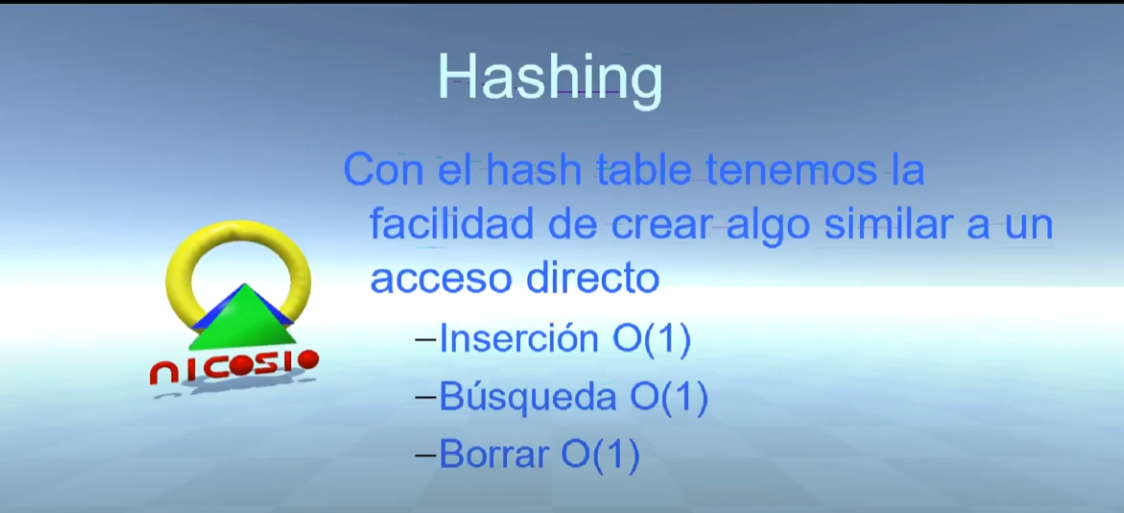 Hashing
Con el hash table tenemos la
facilidad de crear algo similar a un
acceso directo
–Inserción O(1)
–Búsqueda O(1)
–Borrar O(1)
nicosio